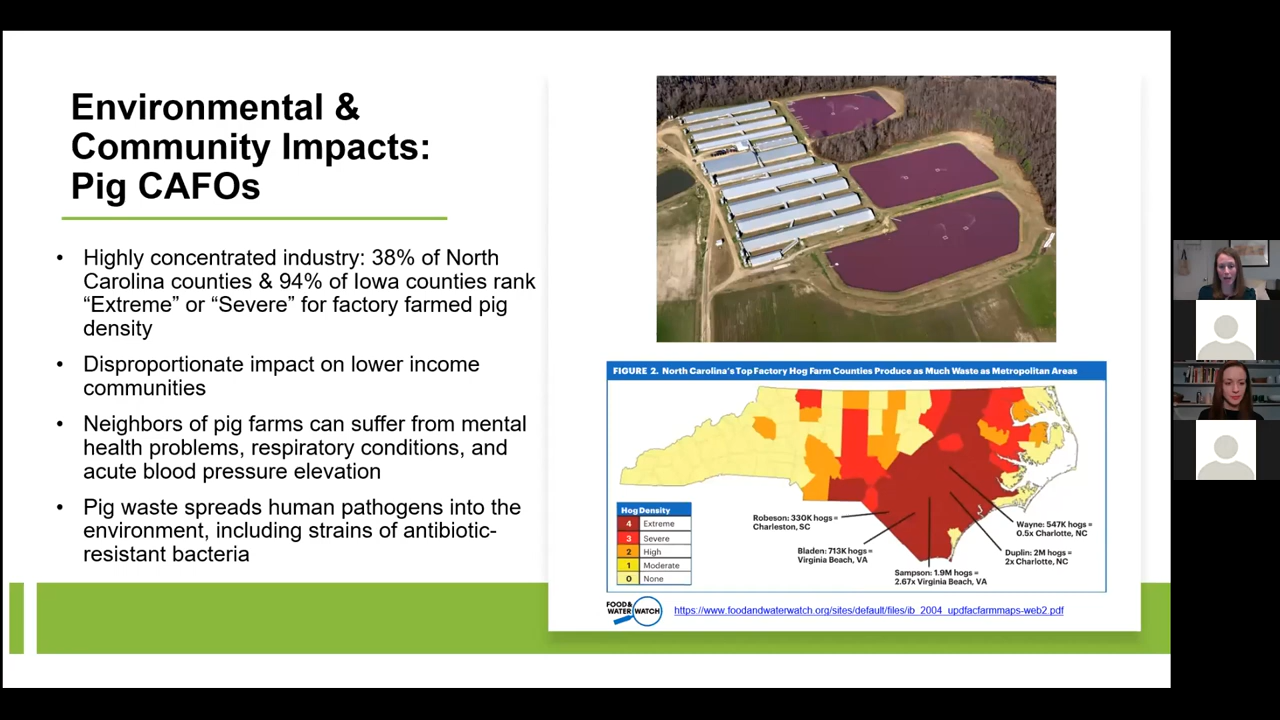 Environmental &
Community Impacts:
Pig CAFOs
• Highly concentrated industry: 38% of North
Carolina counties & 94% of Iowa counties rank
“Extreme” or “Severe” for factory farmed pig
density
• Disproportionate impact on lower income
communities
• Neighbors of pig farms can suffer from mental
health problems, respiratory conditions, and
acute blood pressure elevation
• Pig waste spreads human pathogens into the
environment, including strains of antibiotic-
resistant bacteria
FIGURE 2. North Carolina's Top Factory Hog Farm Counties Produce as Much Waste as Metropolitan Areas
Hog Density
4 Extreme
3 Severe
2 High
1 Moderate
0 None
Robeson: 330K hogs =
Charleston, SC
Bladen: 713K hogs =
Virginia Beach, VA
Sampson: 1.9M hogs =
2.67x Virginia Beach, VA
Wayne: 547K hogs =
0.5x Charlotte, NC
Duplin: 2M hogs =
2x Charlotte, NC
FOOD&
WATER WATCH
https://www.foodandwaterwatch.org/sites/default/files/ib_2004_updfacfarmmaps-web2.pdf